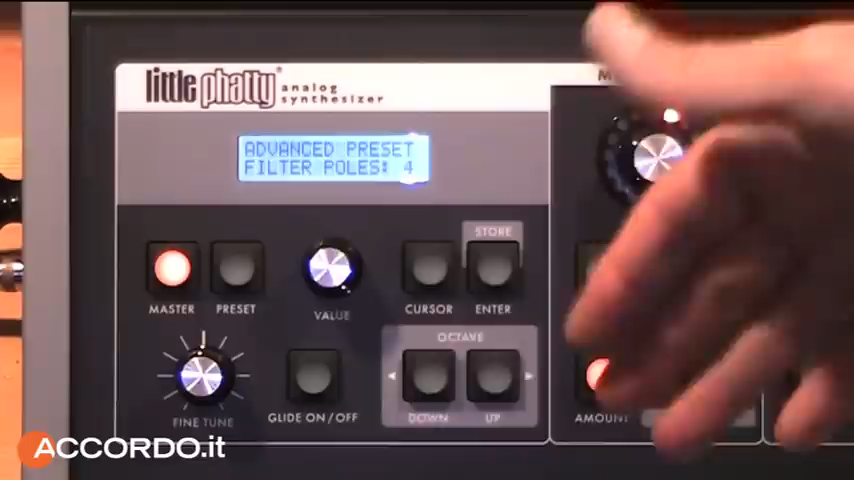 little phatty®
analog
synthesizer
ADVANCED PRESET
FILTER POLES: 4
STORE
MASTER
PRESET
VALUE
CURSOR
ENTER
OCTAVE
FINE TUNE
GLIDE ON/OFF
DOWN
UP
AMOUNT
ACCORDO.it